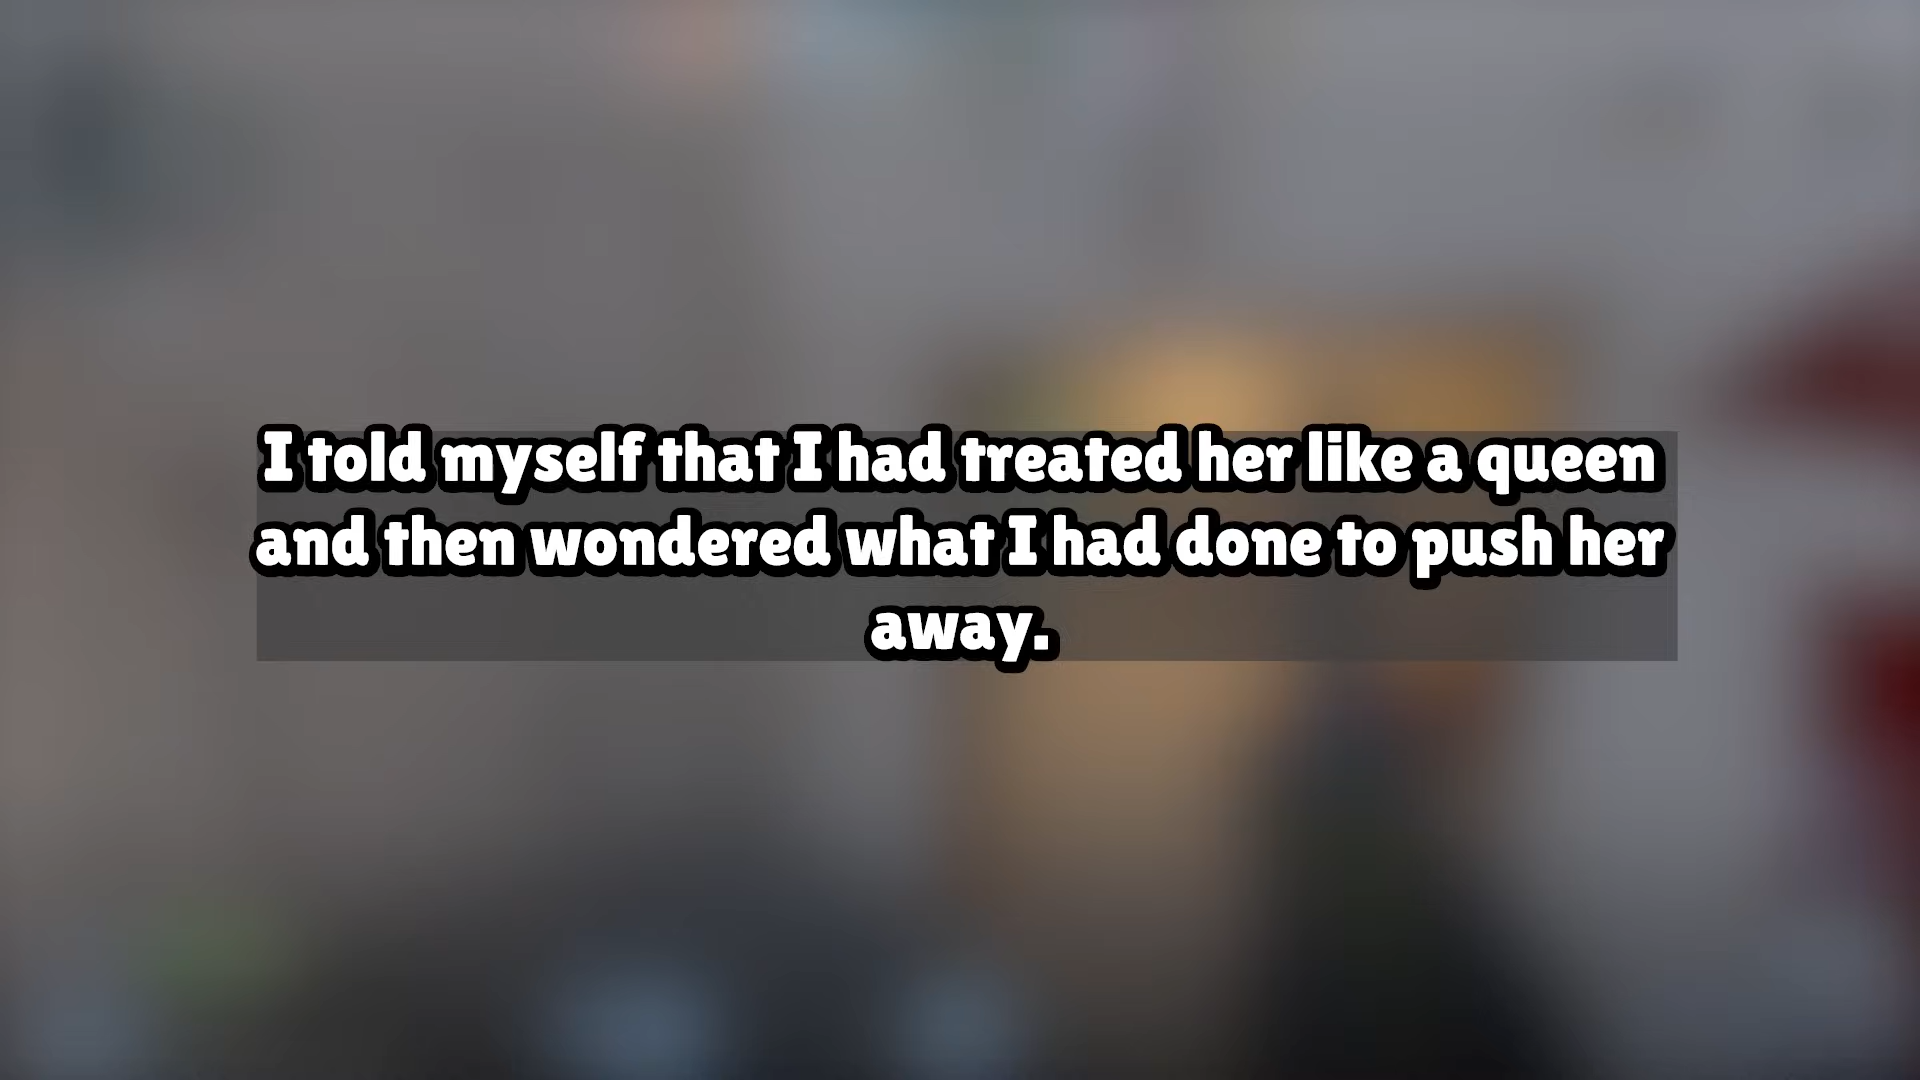 I told myself that I had treated her like a queen
and then wondered what I had done to push her
away.